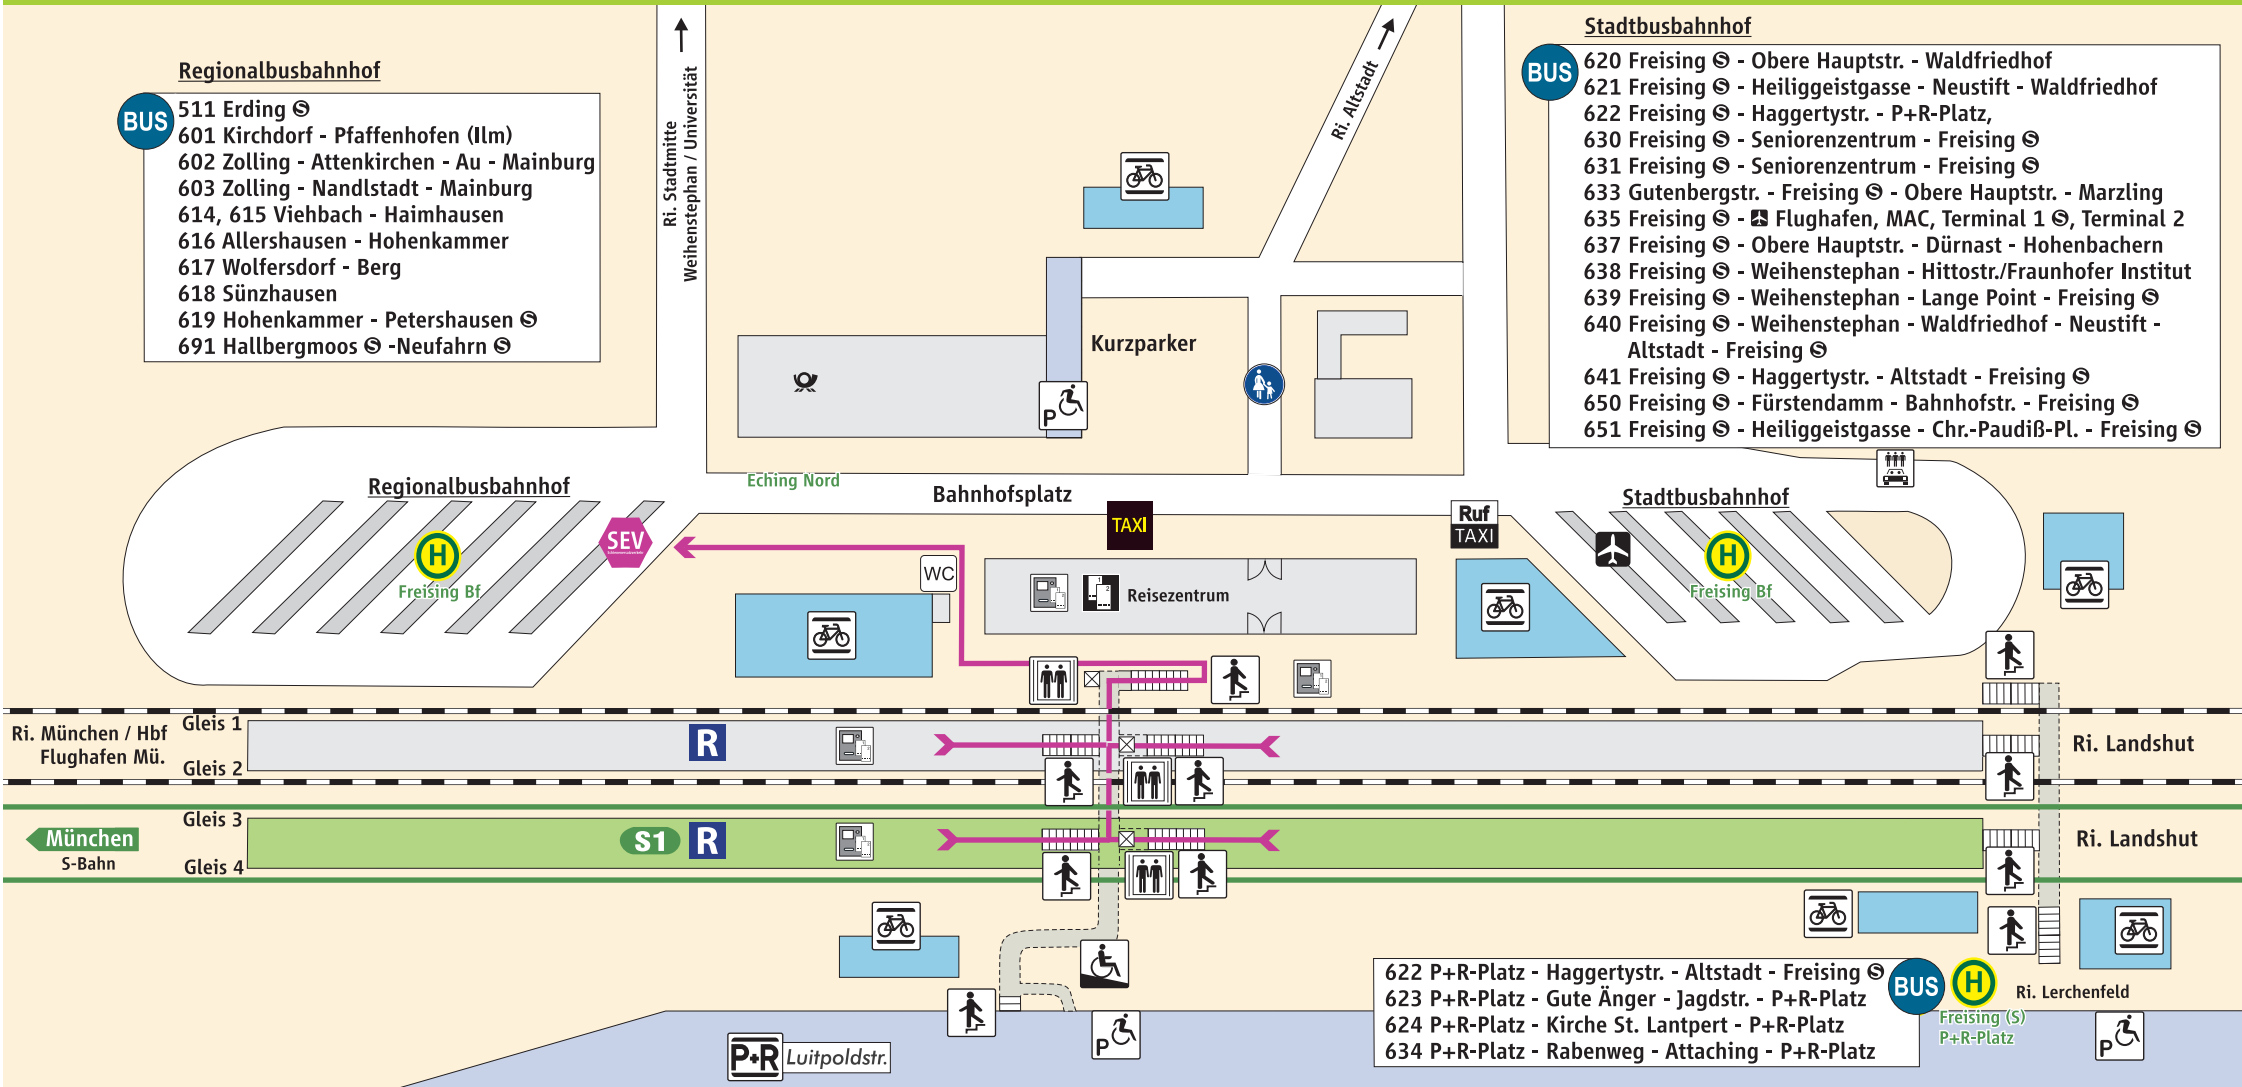 Regionalbusbahnhof
BUS
511 Erding S
601 Kirchdorf - Pfaffenhofen (Ilm)
602 Zolling - Attenkirchen - Au - Mainburg
603 Zolling - Nandlstadt - Mainburg
614, 615 Viehbach - Haimhausen
616 Allershausen - Hohenkammer
617 Wolfersdorf - Berg
618 Sünzhausen
619 Hohenkammer - Petershausen S
691 Hallbergmoos S -Neufahrn S
Ri. Stadtmitte
Weihenstephan / Universität
Ri. Altstadt
Stadtbusbahnhof
BUS
620 Freising S - Obere Hauptstr. - Waldfriedhof
621 Freising S - Heiliggeistgasse - Neustift - Waldfriedhof
622 Freising S - Haggertystr. - P+R-Platz,
630 Freising S - Seniorenzentrum - Freising S
631 Freising S - Seniorenzentrum - Freising S
633 Gutenbergstr. - Freising S - Obere Hauptstr. - Marzling
635 Freising S - Flughafen, MAC, Terminal 1 S, Terminal 2
637 Freising S - Obere Hauptstr. - Dürnast - Hohenbachern
638 Freising S - Weihenstephan - Hittostr./Fraunhofer Institut
639 Freising S - Weihenstephan - Lange Point - Freising S
640 Freising S - Weihenstephan - Waldfriedhof - Neustift -
Altstadt - Freising S
641 Freising S - Haggertystr. - Altstadt - Freising S
650 Freising S - Fürstendamm - Bahnhofstr. - Freising S
651 Freising S - Heiliggeistgasse - Chr.-Paudiß-Pl. - Freising S
Kurzparker
P
Regionalbusbahnhof
H
Freising Bf
SEV
Eching Nord
Bahnhofsplatz
TAXI
Ruf
TAXI
Stadtbusbahnhof
H
Freising Bf
WC
Reisezentrum
Ri. München / Hbf
Flughafen Mü.
Gleis 1
Gleis 2
R
Ri. Landshut
München
S-Bahn
Gleis 3
Gleis 4
S1
R
Ri. Landshut
622 P+R-Platz - Haggertystr. - Altstadt - Freising S
623 P+R-Platz - Gute Änger - Jagdstr. - P+R-Platz
624 P+R-Platz - Kirche St. Lantpert - P+R-Platz
634 P+R-Platz - Rabenweg - Attaching - P+R-Platz
BUS
H
Freising (S)
P+R-Platz
Ri. Lerchenfeld
P+R
Luitpoldstr.
P
P